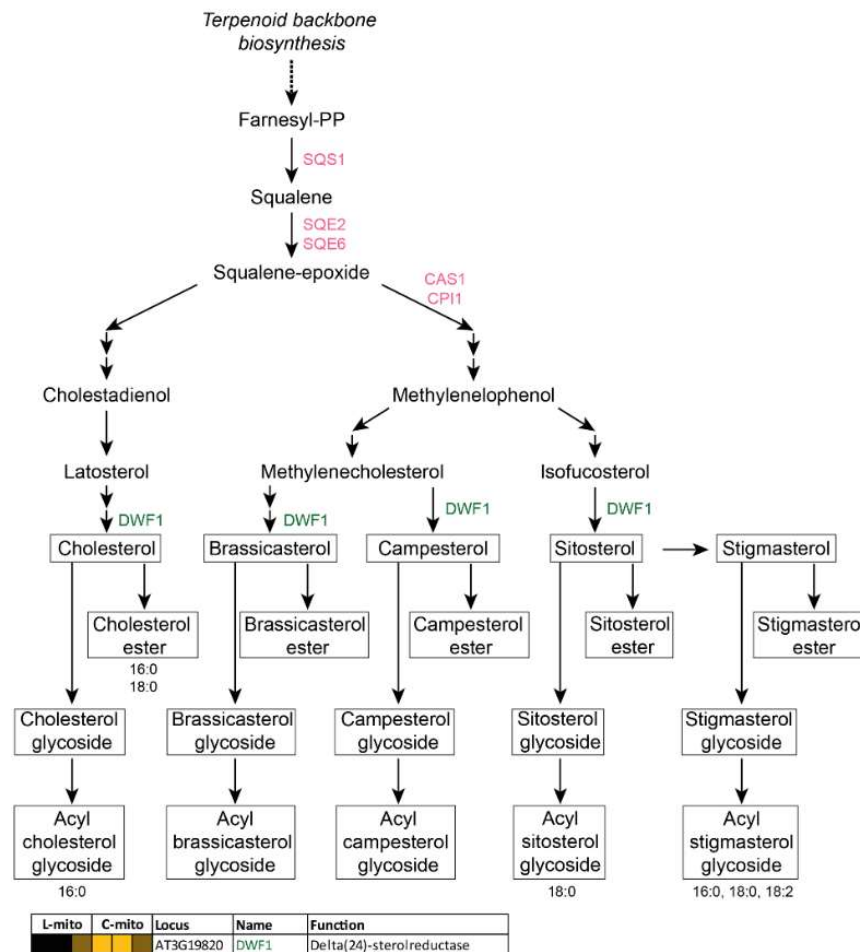 Terpenoid backbone
biosynthesis
Farnesyl-PP
SQS1
Squalene
SQE2
SQE6
Squalene-epoxide
CAS1
CPI1
Cholestadienol
Methylenelophenol
Latosterol
Methylenecholesterol
Isofucosterol
DWF1
DWF1
DWF1
DWF1
Cholesterol
Brassicasterol
Campesterol
Sitosterol
Stigmasterol
Cholesterol
ester
16:0
18:0
Brassicasterol
ester
Campesterol
ester
Sitosterol
ester
Stigmasterol
ester
Cholesterol
glycoside
Brassicasterol
glycoside
Campesterol
glycoside
Sitosterol
glycoside
Stigmasterol
glycoside
Acyl
cholesterol
glycoside
16:0
Acyl
brassicasterol
glycoside
Acyl
campesterol
glycoside
Acyl
sitosterol
glycoside
18:0
Acyl
stigmasterol
glycoside
16:0, 18:0, 18:2
L-mito C-mito Locus Name Function
AT3G19820 DWF1 Delta(24)-sterolreductase